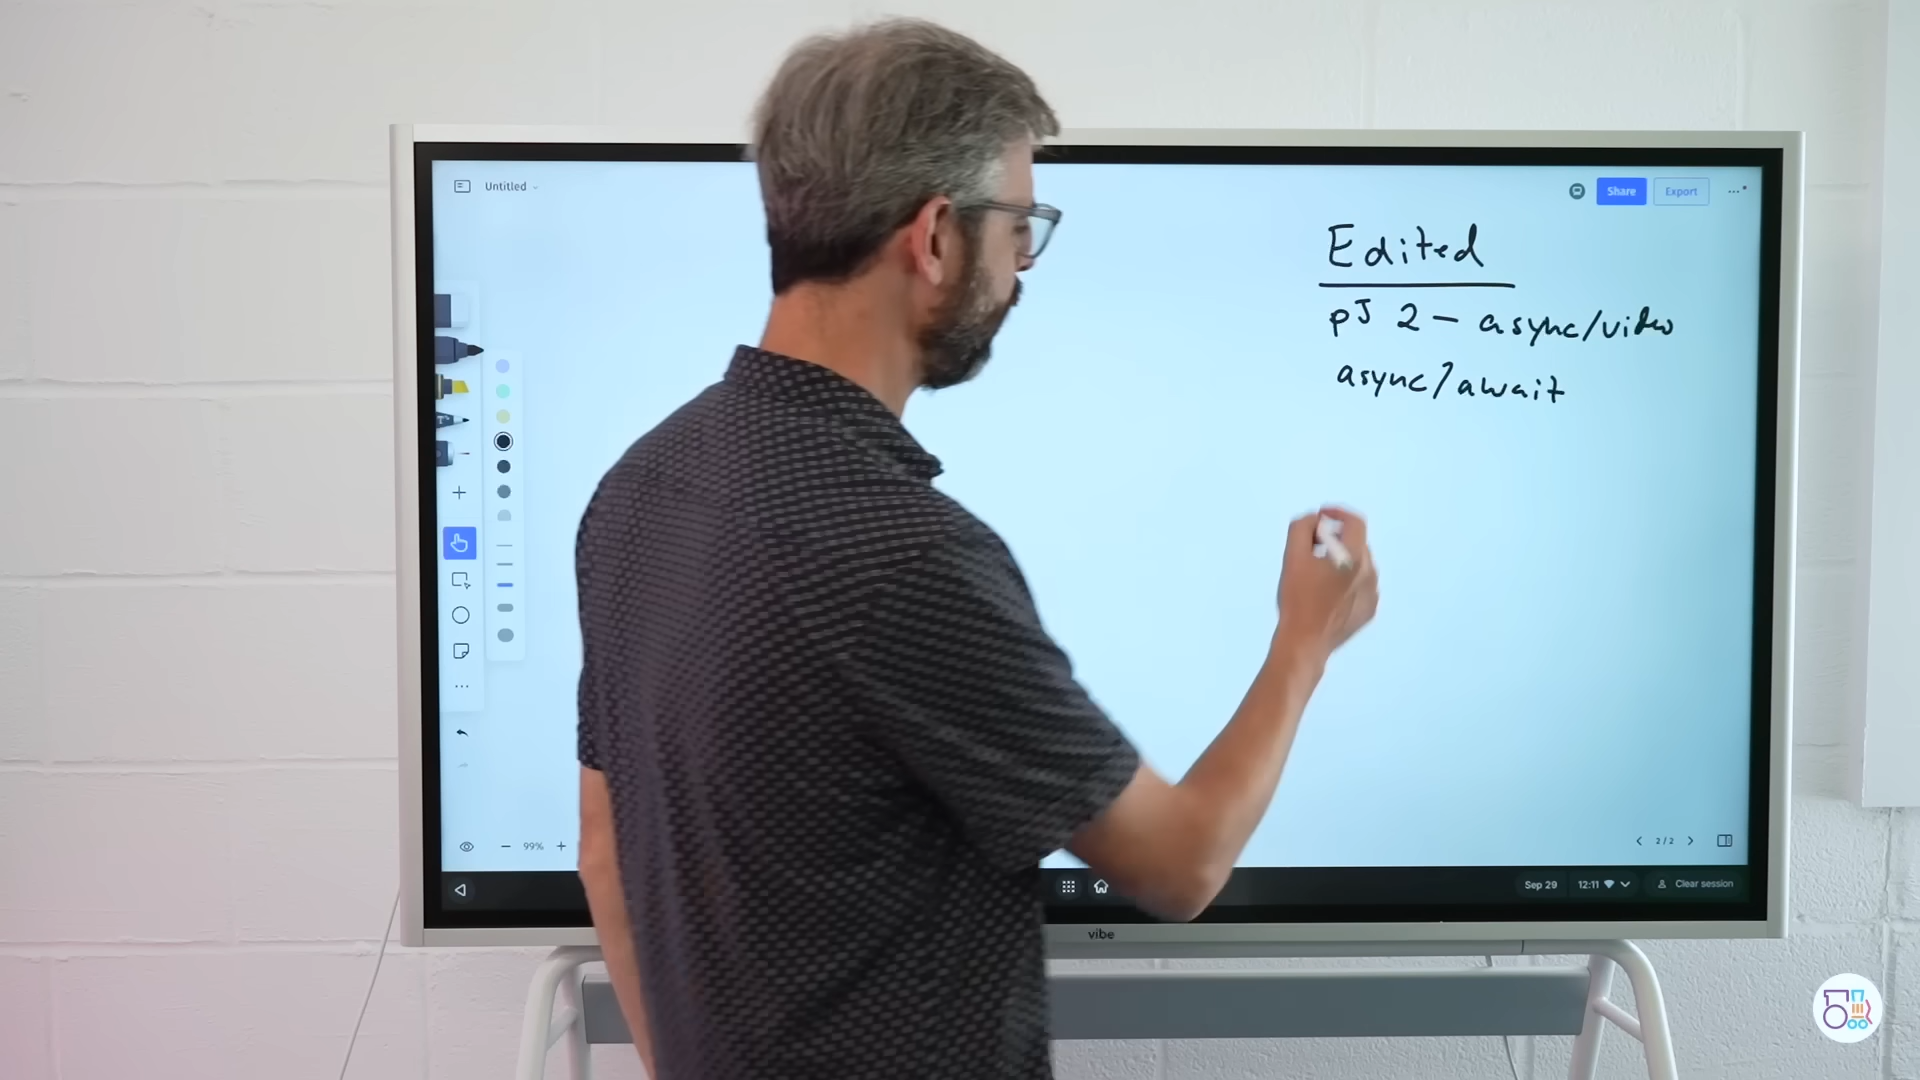 Untitled
Share
Export
Edited
pJ 2 – async/video
async/await
99%
2/2
Sep 29
12:11
Clear session
vibe